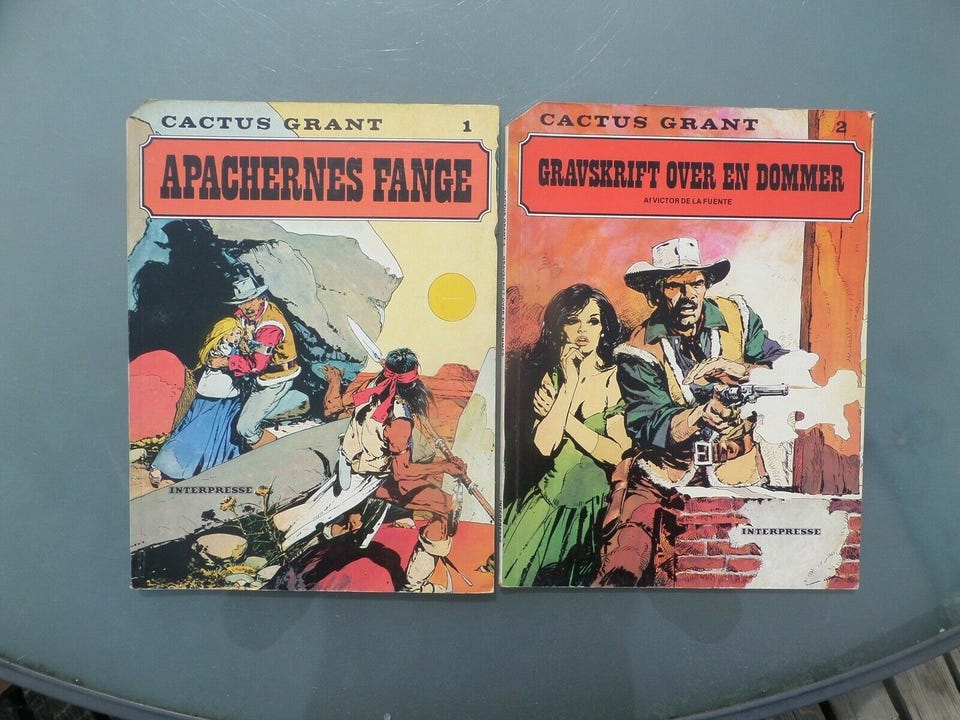 CACTUS GRANT 1
APACHERNES FANGE
INTERPRESSE
CACTUS GRANT 2
GRAVSKRIFT OVER EN DOMMER
Af VICTOR DE LA FUENTE
INTERPRESSE